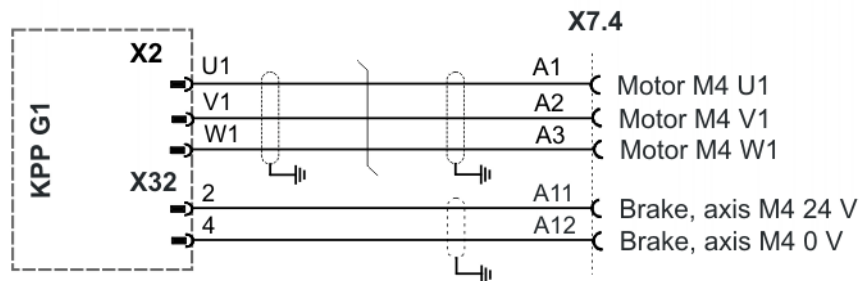 X7.4
X2
U1 A1 Motor M4 U1
V1 A2 Motor M4 V1
W1 A3 Motor M4 W1
KPP G1
X32
2 A11 Brake, axis M4 24 V
4 A12 Brake, axis M4 0 V